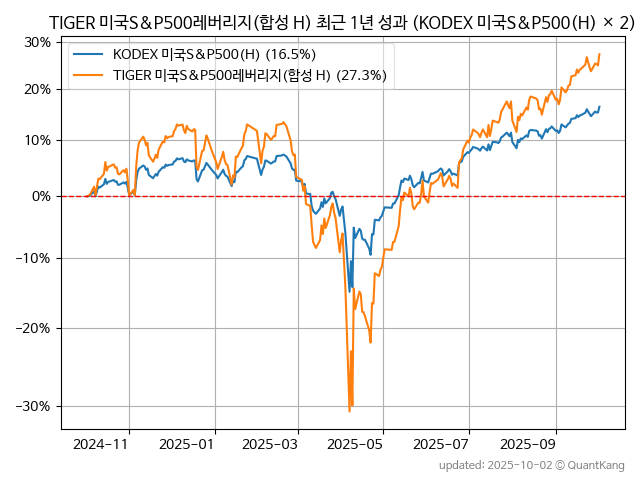 TIGER 미국S&P500레버리지(합성 H) 최근 1년 성과 (KODEX 미국S&P500(H) × 2)
KODEX 미국S&P500(H) (16.5%)
TIGER 미국S&P500레버리지(합성 H) (27.3%)
30%
20%
10%
0%
-10%
-20%
-30%
2024-11 2025-01 2025-03 2025-05 2025-07 2025-09
updated: 2025-10-02 © QuantKang